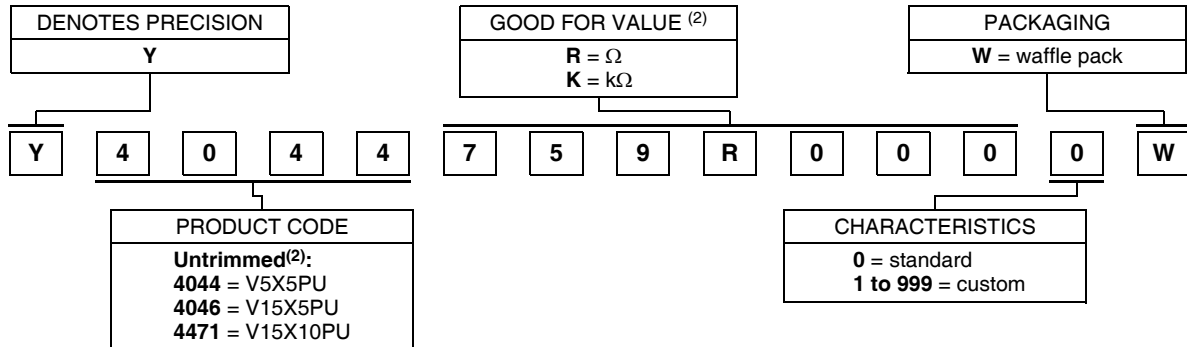 DENOTES PRECISION
Y
GOOD FOR VALUE (2)
R = Ω
K = kΩ
PACKAGING
W = waffle pack
Y 4 0 4 4 7 5 9 R 0 0 0 0 W
PRODUCT CODE
Untrimmed(2):
4044 = V5X5PU
4046 = V15X5PU
4471 = V15X10PU
CHARACTERISTICS
0 = standard
1 to 999 = custom